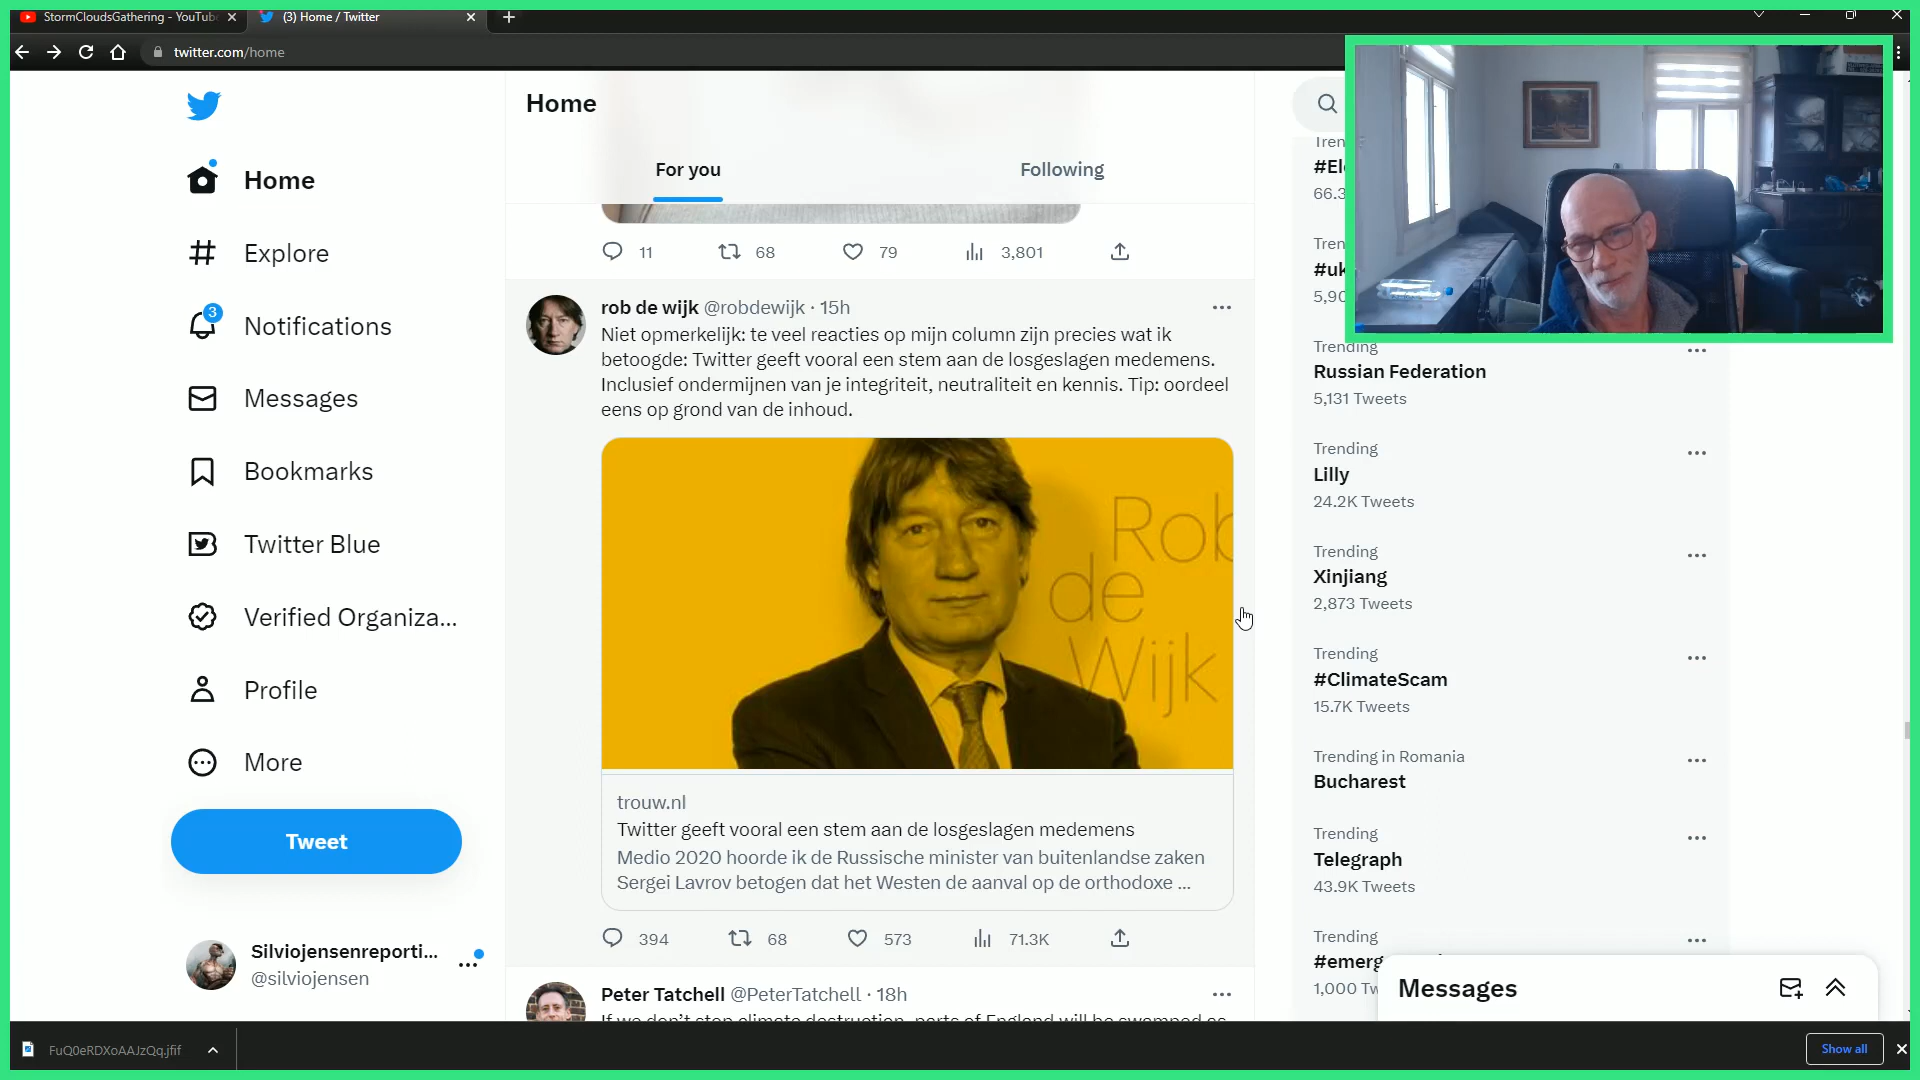 StormCloudsGathering - YouTub
(3) Home / Twitter
twitter.com/home
Home
Explore
3
Notifications
Messages
Bookmarks
Twitter Blue
Verified Organiza...
Profile
More
Tweet
Silviojensenreporti...
@silviojensen
Home
For you
Following
11
68
79
3,801
rob de wijk @robdewijk · 15h
Niet opmerkelijk: te veel reacties op mijn column zijn precies wat ik
betoogde: Twitter geeft vooral een stem aan de losgeslagen medemens.
Inclusief ondermijnen van je integriteit, neutraliteit en kennis. Tip: oordeel
eens op grond van de inhoud.
Rob
de
Wijk
trouw.nl
Twitter geeft vooral een stem aan de losgeslagen medemens
Medio 2020 hoorde ik de Russische minister van buitenlandse zaken
Sergei Lavrov betogen dat het Westen de aanval op de orthodoxe ...
394
68
573
71.3K
Peter Tatchell @PeterTatchell · 18h
If we don't stop climate destruction, parts of England will be swamped as
Tren
#El
66.3
Tren
#uk
5,90
Trending
Russian Federation
5,131 Tweets
Trending
Lilly
24.2K Tweets
Trending
Xinjiang
2,873 Tweets
Trending
#ClimateScam
15.7K Tweets
Trending in Romania
Bucharest
Trending
Telegraph
43.9K Tweets
Trending
#emerg
1,000 Tw
Messages
FuQ0eRDXoAAJzQq.jfif
Show all